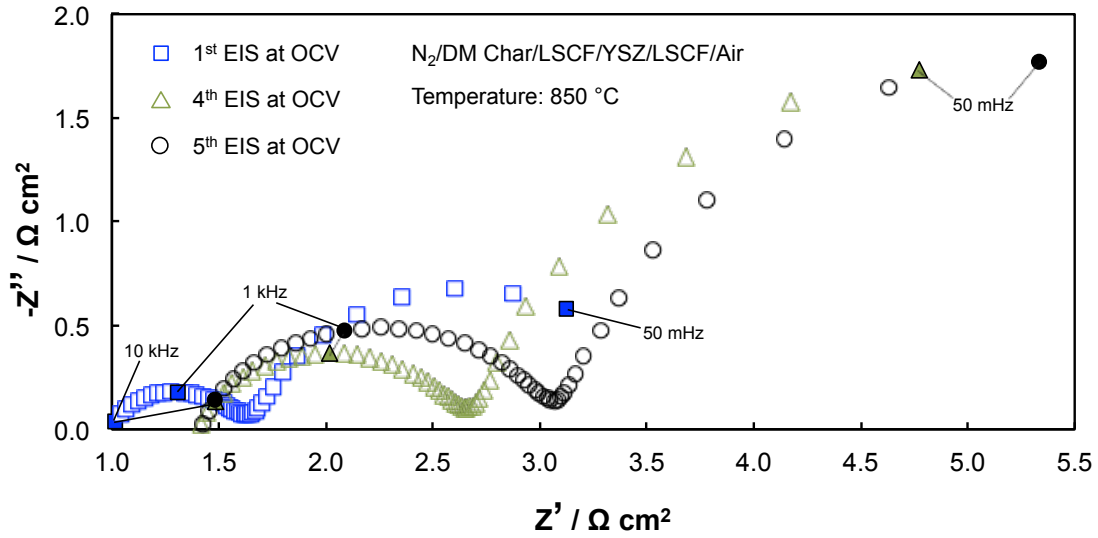 2.0
1.5
1.0
0.5
0.0
-Z’’ / Ω cm²
1st EIS at OCV
4th EIS at OCV
5th EIS at OCV
N₂/DM Char/LSCF/YSZ/LSCF/Air
Temperature: 850 °C
50 mHz
1 kHz
10 kHz
50 mHz
1.0 1.5 2.0 2.5 3.0 3.5 4.0 4.5 5.0 5.5
Z’ / Ω cm²